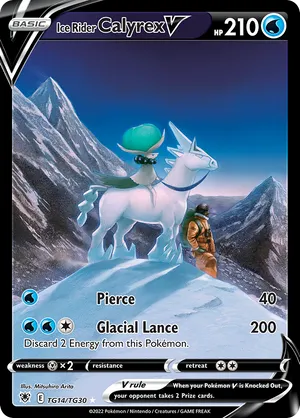 BASIC Ice Rider Calyrex V HP 210
Pierce 40
Glacial Lance 200
Discard 2 Energy from this Pokémon.
weakness ×2 resistance retreat
Illus. Mitsuhiro Arita
V rule When your Pokémon V is Knocked Out,
TG14/TG30 your opponent takes 2 Prize cards.
©2022 Pokémon / Nintendo / Creatures / GAME FREAK